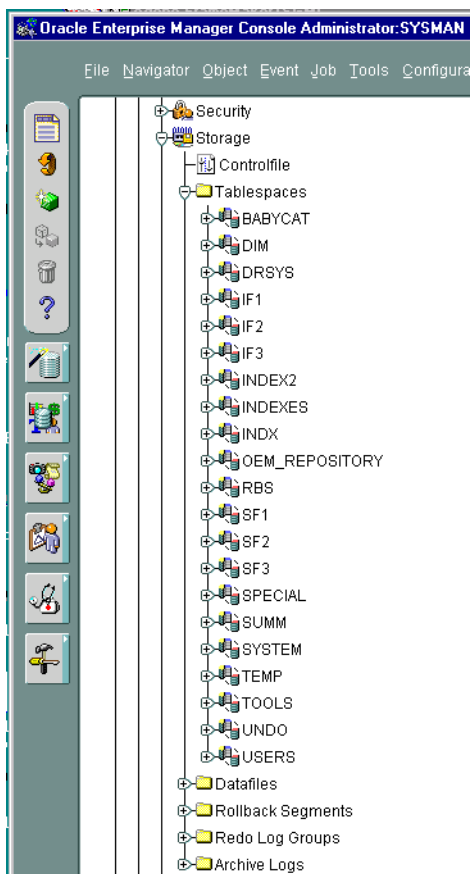 Oracle Enterprise Manager Console Administrator:SYSMAN
File Navigator Object Event Job Tools Configura
Security
Storage
Controlfile
Tablespaces
BABYCAT
DIM
DRSYS
IF1
IF2
IF3
INDEX2
INDEXES
INDX
OEM_REPOSITORY
RBS
SF1
SF2
SF3
SPECIAL
SUMM
SYSTEM
TEMP
TOOLS
UNDO
USERS
Datafiles
Rollback Segments
Redo Log Groups
Archive Logs